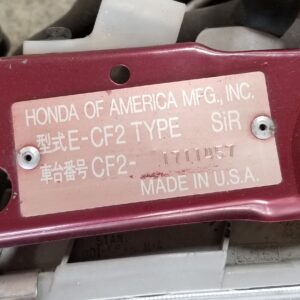 HONDA OF AMERICA MFG., INC.
型式 E-CF2 TYPE SiR
車台番号 CF2-
MADE IN U.S.A.